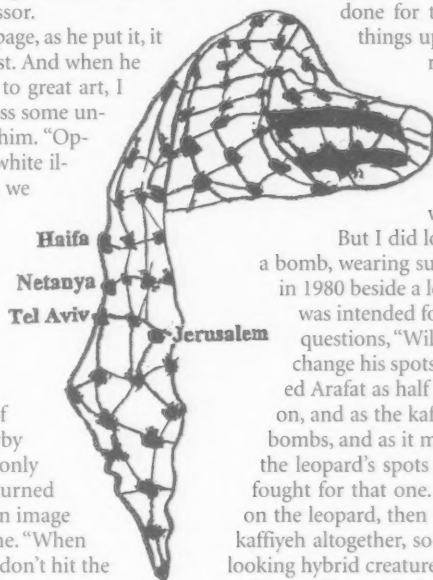 ssor.
page, as he put it, it
st. And when he
to great art, I
ss some un-
him. “Op-
white il-
we
f
by
only
urned
n image
ne. “When
don't hit the
Haifa
Netanya
Tel Aviv
Jerusalem
done for t
things up
r
w
But I did lo
a bomb, wearing su
in 1980 beside a le
was intended fo
questions, “Wil
change his spots
ed Arafat as half
on, and as the kaf
bombs, and as it m
the leopard's spots
fought for that one.
on the leopard, then
kaffiyeh altogether, so
looking hybrid creature